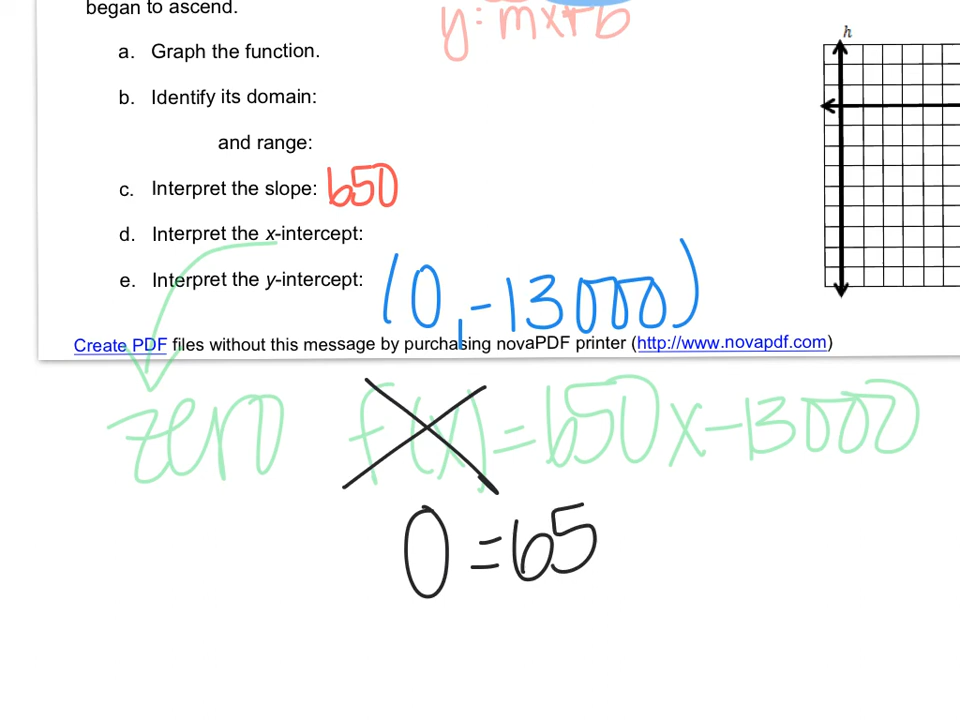 began to ascend.
y = mx + b
h
a. Graph the function.
b. Identify its domain:
and range:
c. Interpret the slope: 650
d. Interpret the x-intercept:
e. Interpret the y-intercept: (0, -13000)
Create PDF files without this message by purchasing novaPDF printer (http://www.novapdf.com)
zero f(x) = 650x - 13000
0 = 65